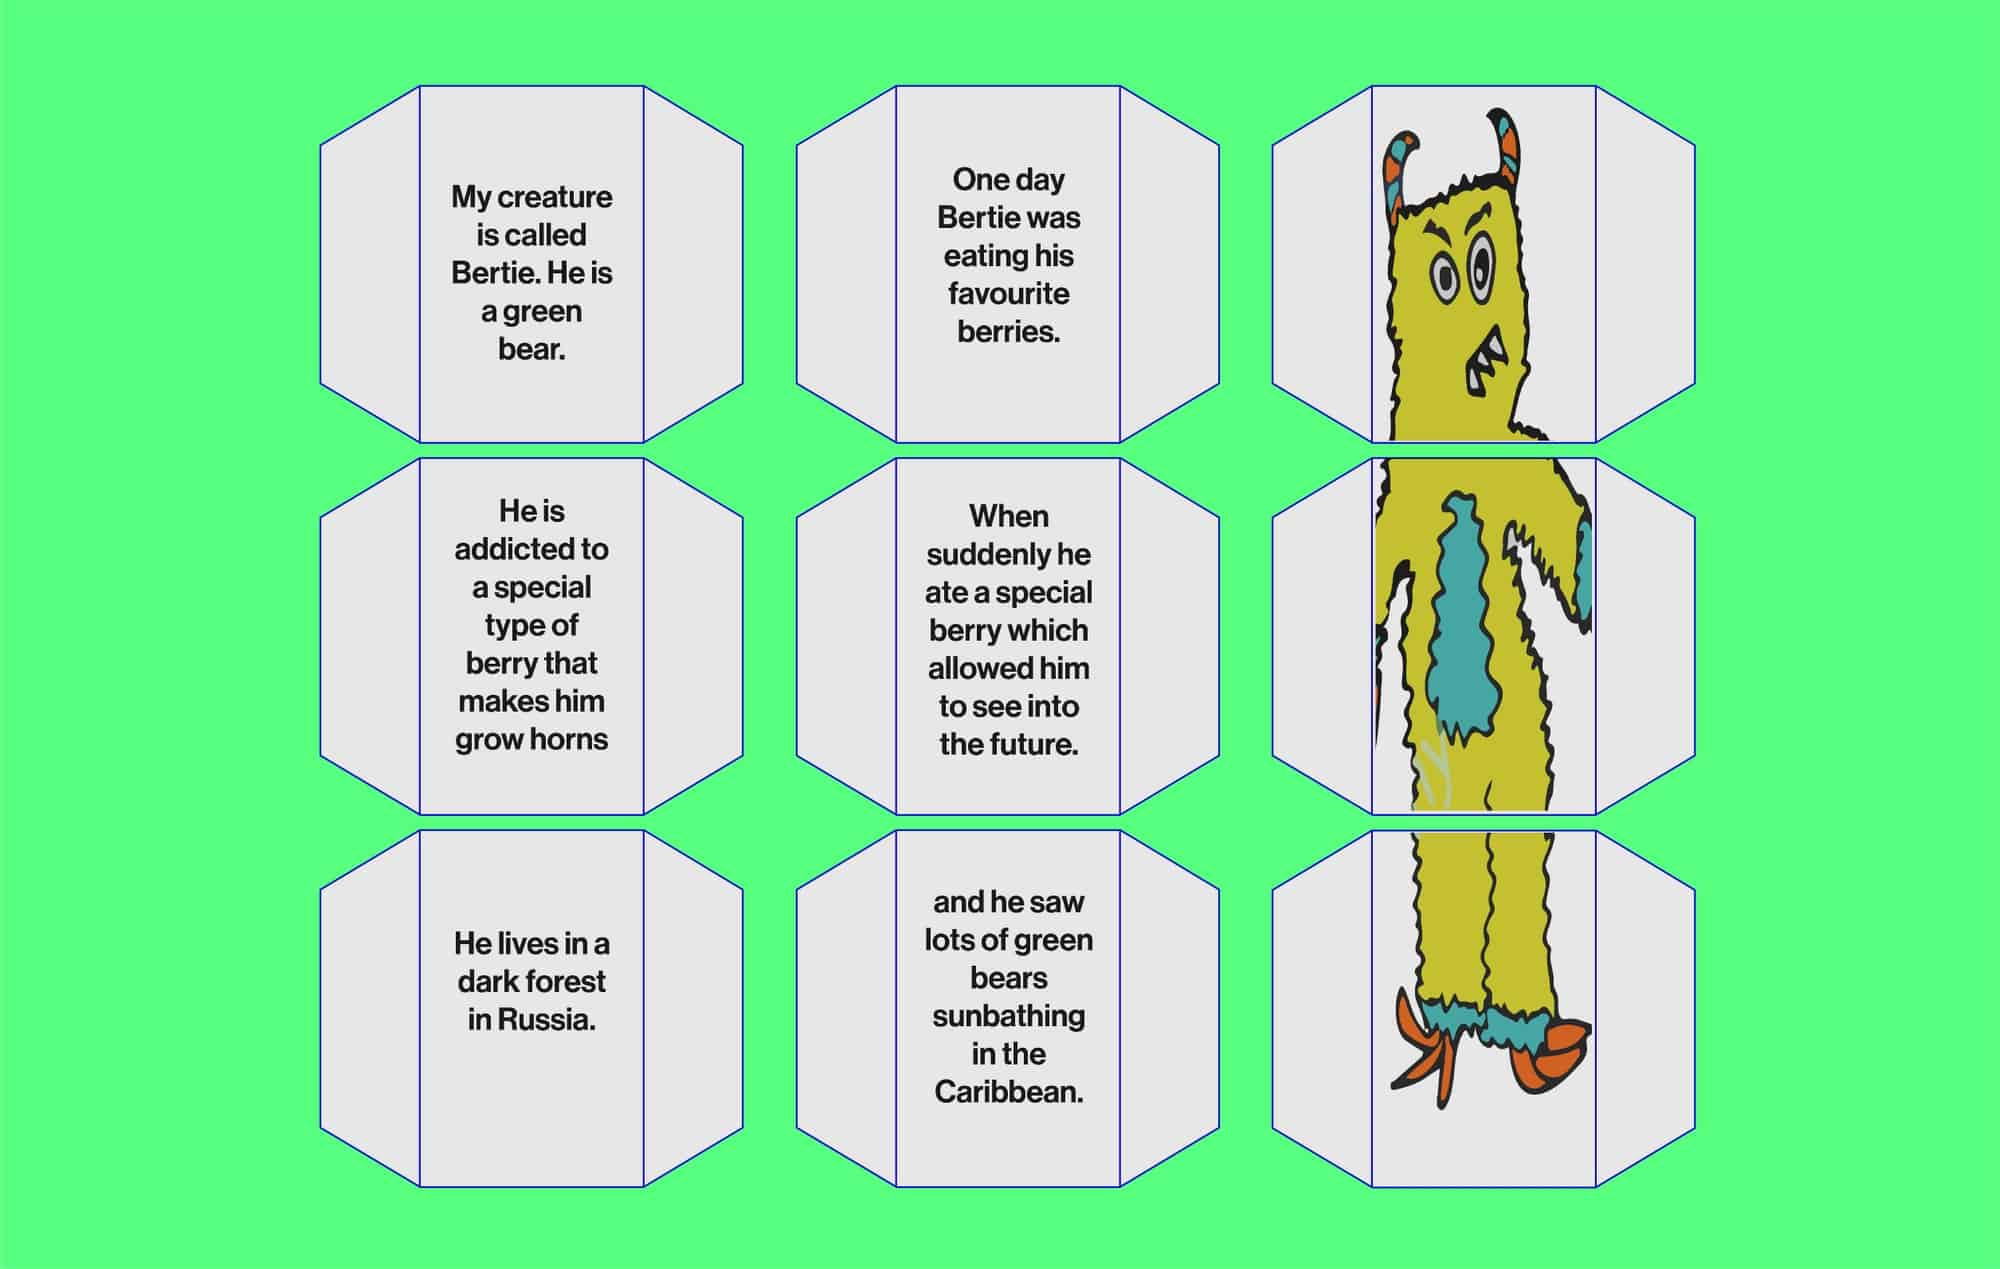 My creature
is called
Bertie. He is
a green
bear.
He is
addicted to
a special
type of
berry that
makes him
grow horns
He lives in a
dark forest
in Russia.
One day
Bertie was
eating his
favourite
berries.
When
suddenly he
ate a special
berry which
allowed him
to see into
the future.
and he saw
lots of green
bears
sunbathing
in the
Caribbean.